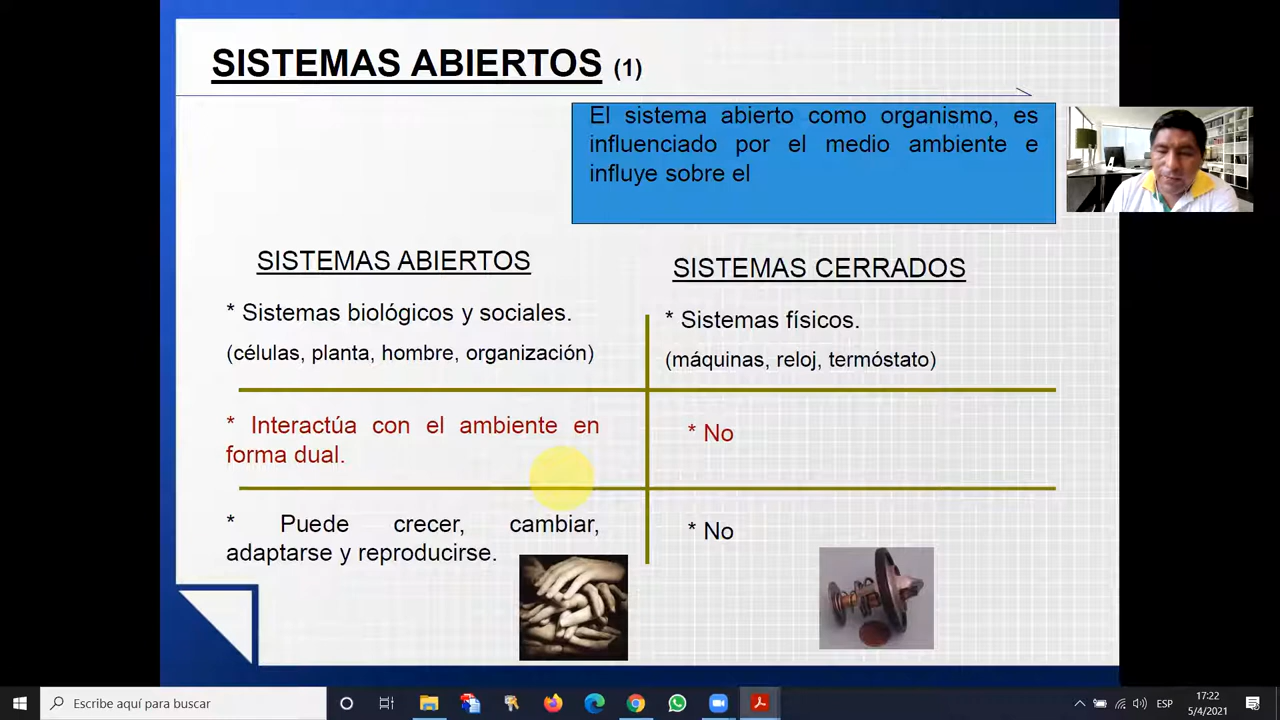 SISTEMAS ABIERTOS (1)
El sistema abierto como organismo, es
influenciado por el medio ambiente e
influye sobre el
SISTEMAS ABIERTOS
* Sistemas biológicos y sociales.
(células, planta, hombre, organización)
* Interactúa con el ambiente en
forma dual.
* Puede crecer, cambiar,
adaptarse y reproducirse.
SISTEMAS CERRADOS
* Sistemas físicos.
(máquinas, reloj, termóstato)
* No
* No
Escribe aquí para buscar
ESP
17:22
5/4/2021